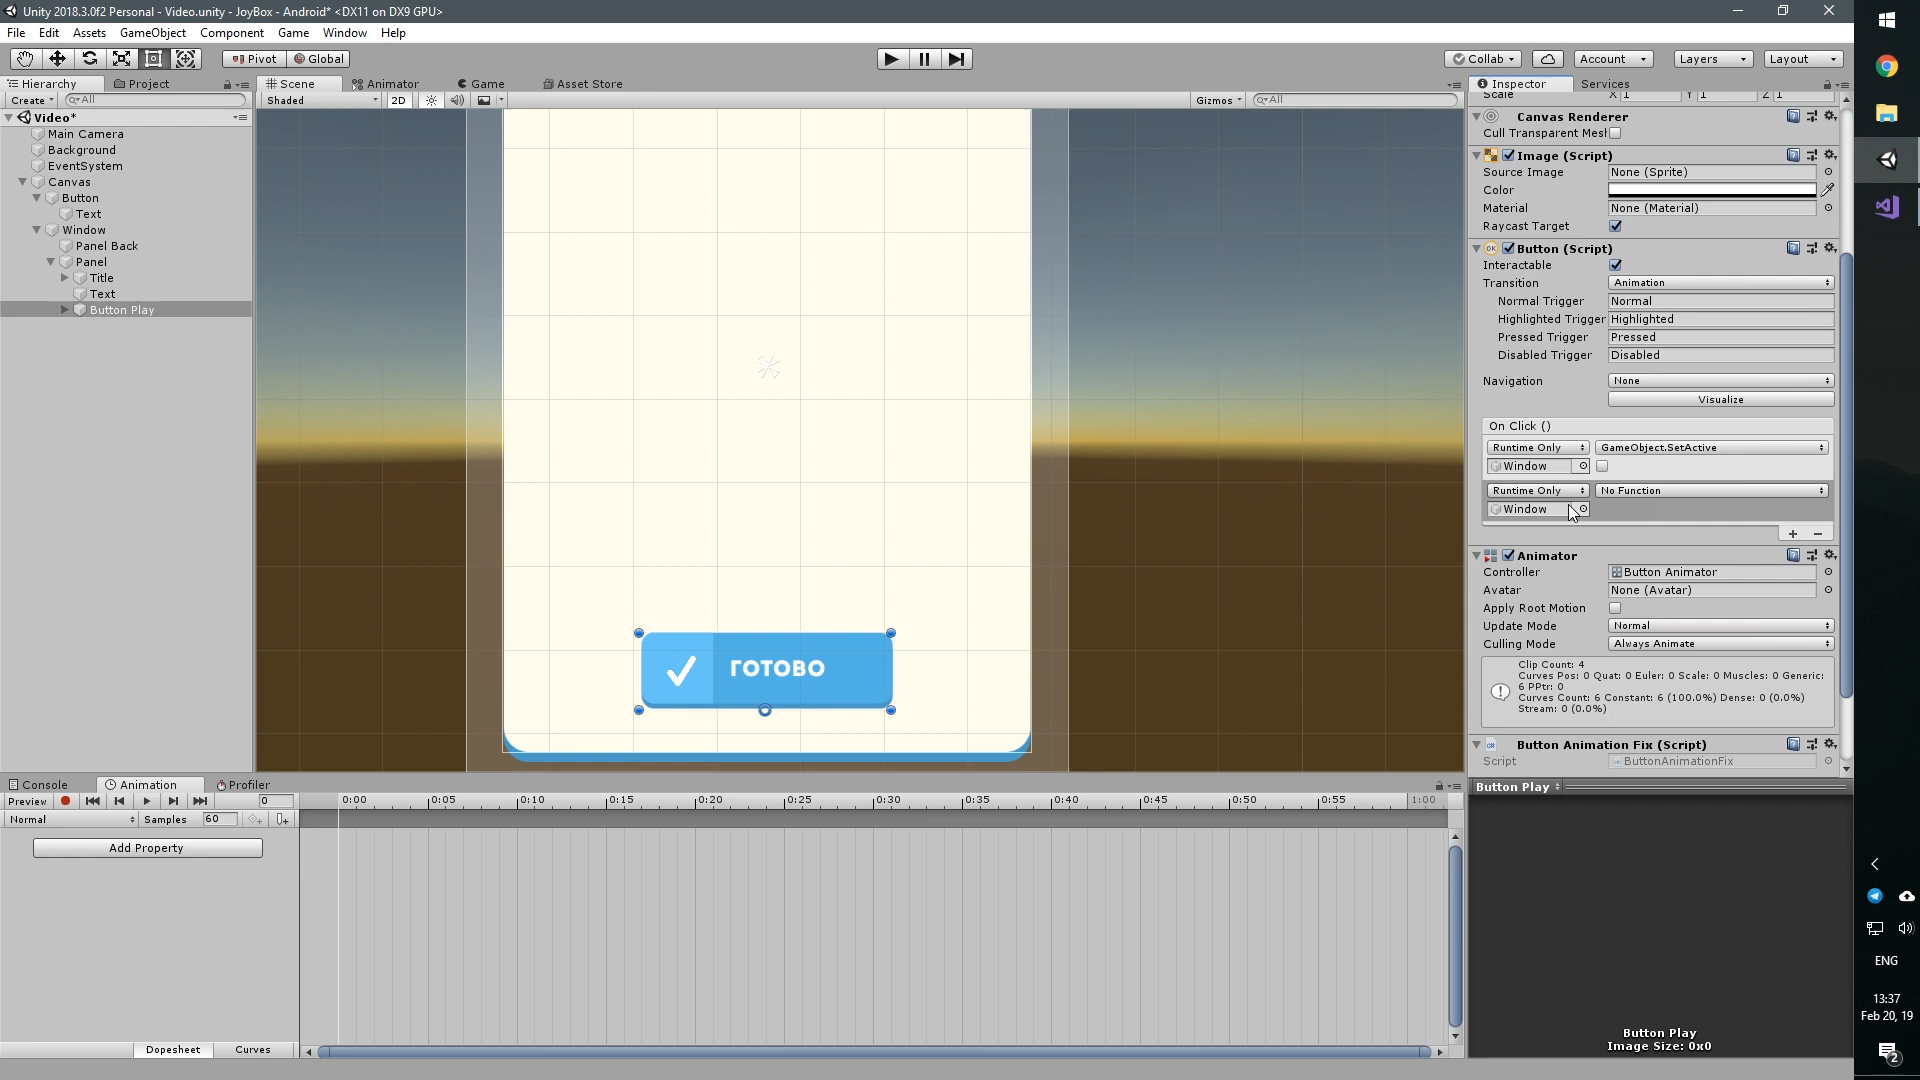 Unity 2018.3.0f2 Personal - Video.unity - JoyBox - Android* <DX11 on DX9 GPU>
File Edit Assets GameObject Component Game Window Help
Pivot Global Collab Account Layers Layout
Hierarchy Project Scene Animator Game Asset Store Inspector Services
Create All Shaded 2D Gizmos All
Video*
Main Camera
Background
EventSystem
Canvas
Button
Text
Window
Panel Back
Panel
Title
Text
Button Play
ГОТОВО
Scale X 1 Y 1 Z 1
Canvas Renderer
Cull Transparent Mesh
Image (Script)
Source Image None (Sprite)
Color
Material None (Material)
Raycast Target
OK Button (Script)
Interactable
Transition Animation
Normal Trigger Normal
Highlighted Trigger Highlighted
Pressed Trigger Pressed
Disabled Trigger Disabled
Navigation None
Visualize
On Click ()
Runtime Only GameObject.SetActive
Window
Runtime Only No Function
Window
+ −
Animator
Controller Button Animator
Avatar None (Avatar)
Apply Root Motion
Update Mode Normal
Culling Mode Always Animate
Clip Count: 4
Curves Pos: 0 Quat: 0 Euler: 0 Scale: 0 Muscles: 0 Generic:
6 PPtr: 0
Curves Count: 6 Constant: 6 (100.0%) Dense: 0 (0.0%)
Stream: 0 (0.0%)
Button Animation Fix (Script)
Script ButtonAnimationFix
Button Play
Button Play
Image Size: 0x0
Console Animation Profiler
Preview 0 0:00 0:05 0:10 0:15 0:20 0:25 0:30 0:35 0:40 0:45 0:50 0:55 1:00
Normal Samples 60
Add Property
Dopesheet Curves
ENG
13:37
Feb 20, 19
2